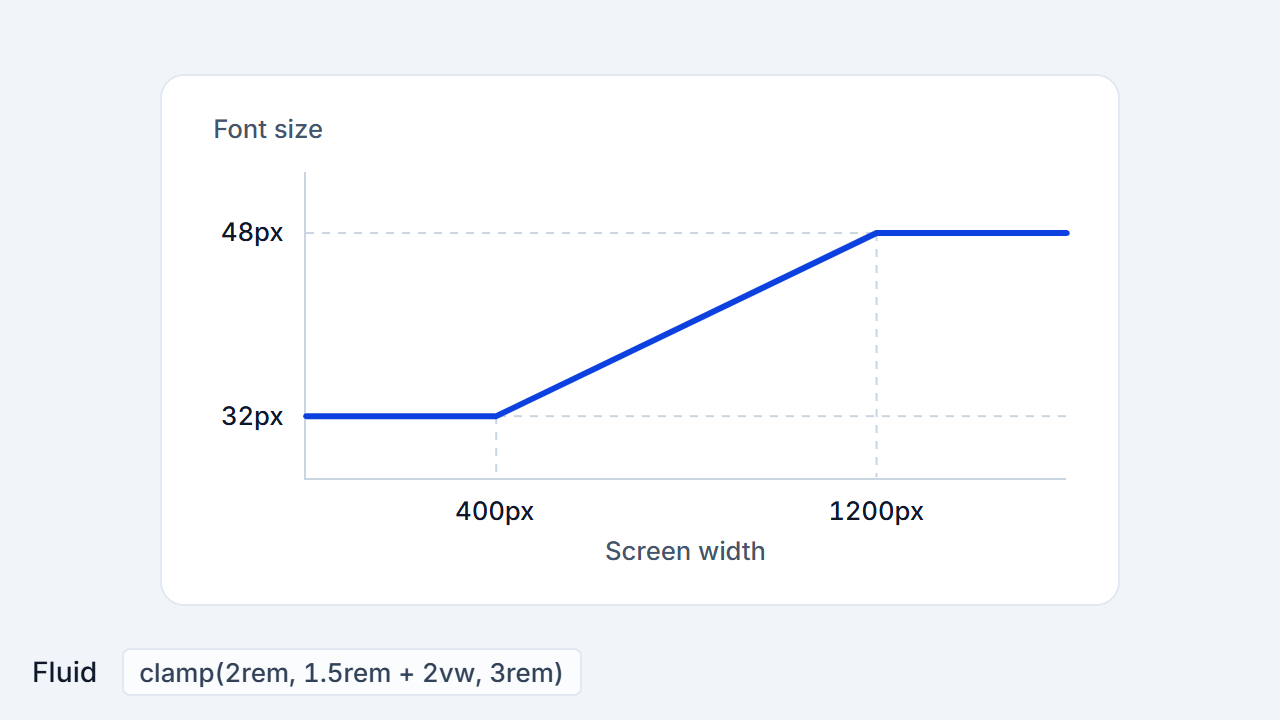 Font size
48px
32px
400px 1200px
Screen width
Fluid clamp(2rem, 1.5rem + 2vw, 3rem)